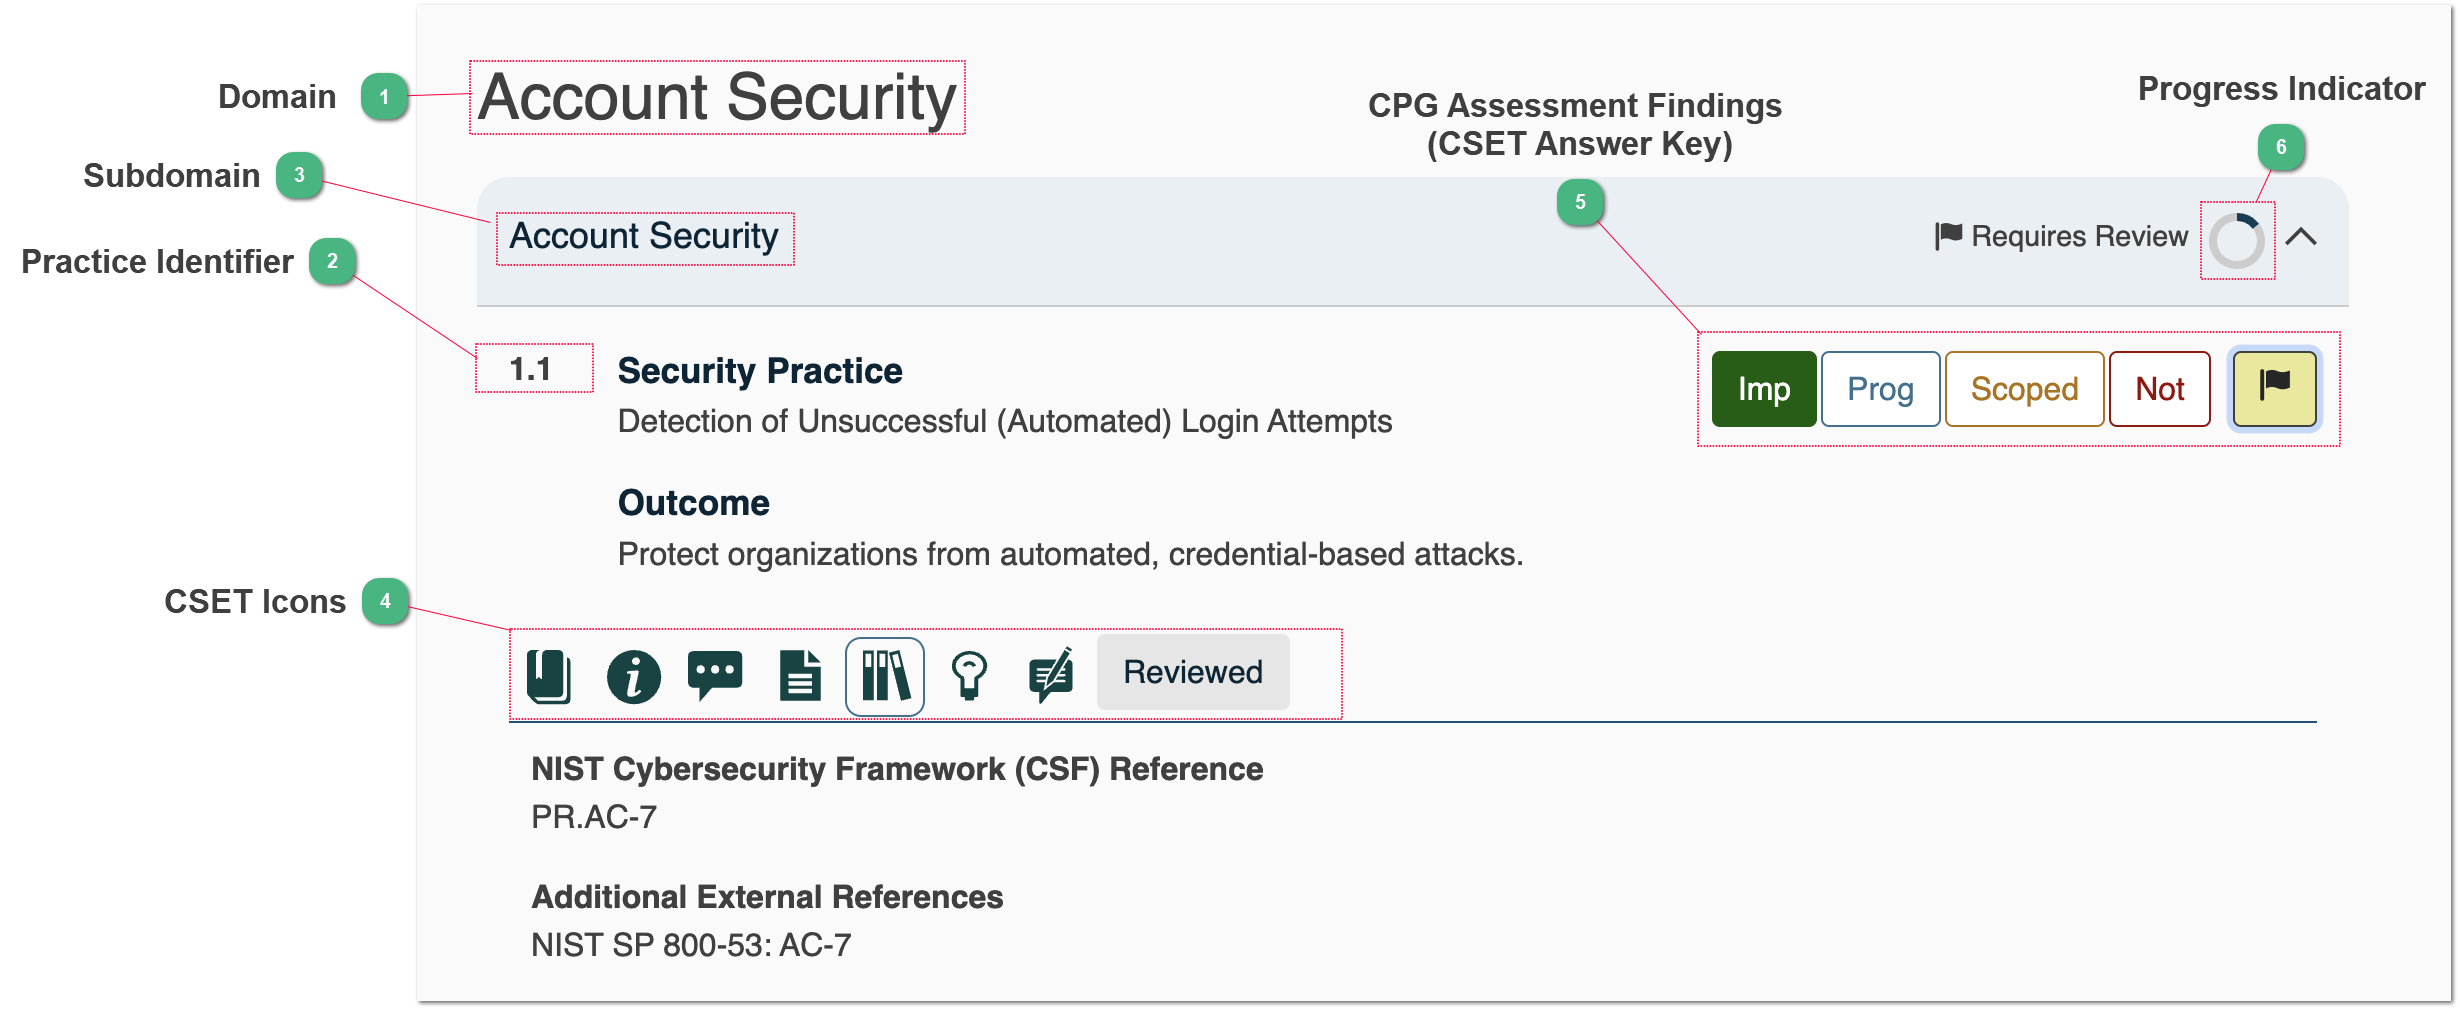 Domain 1
Account Security
CPG Assessment Findings
(CSET Answer Key)
5
Progress Indicator
6
Subdomain 3
Account Security
Requires Review
Practice Identifier 2
1.1
Security Practice
Detection of Unsuccessful (Automated) Login Attempts
Imp Prog Scoped Not
Outcome
Protect organizations from automated, credential-based attacks.
CSET Icons 4
Reviewed
NIST Cybersecurity Framework (CSF) Reference
PR.AC-7
Additional External References
NIST SP 800-53: AC-7